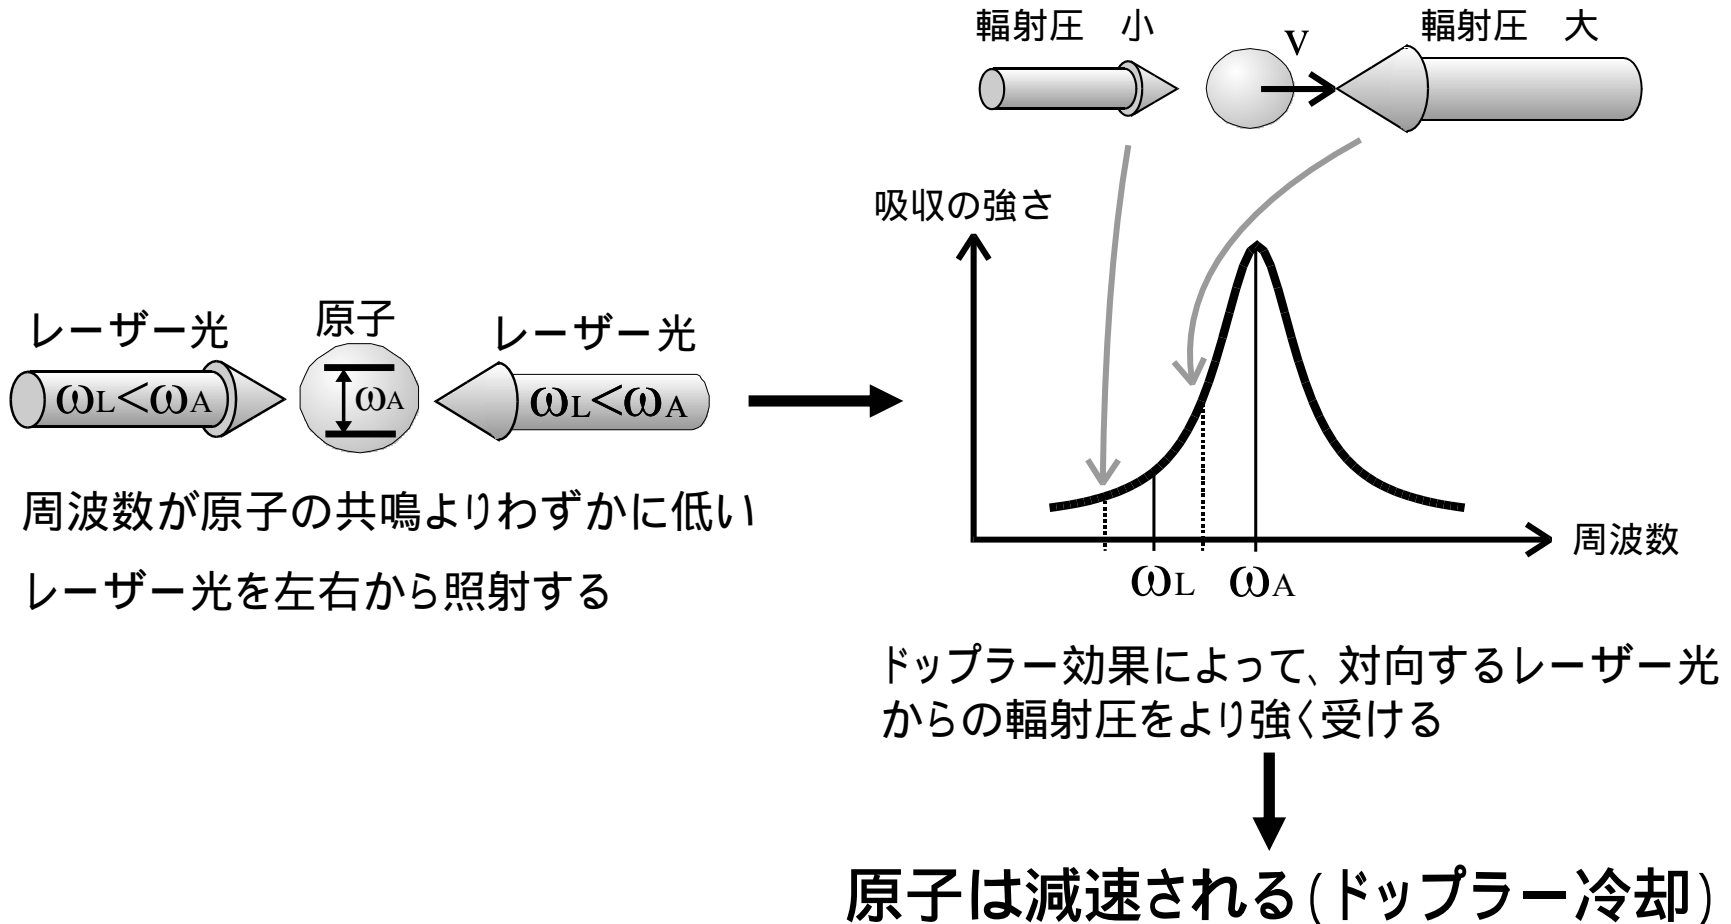 レーザー光
原子
レーザー光
ωL<ωA
ωA
ωL<ωA
周波数が原子の共鳴よりわずかに低い
レーザー光を左右から照射する
輻射圧 小
v
輻射圧 大
吸収の強さ
周波数
ωL
ωA
ドップラー効果によって、対向するレーザー光
からの輻射圧をより強く受ける
原子は減速される(ドップラー冷却)